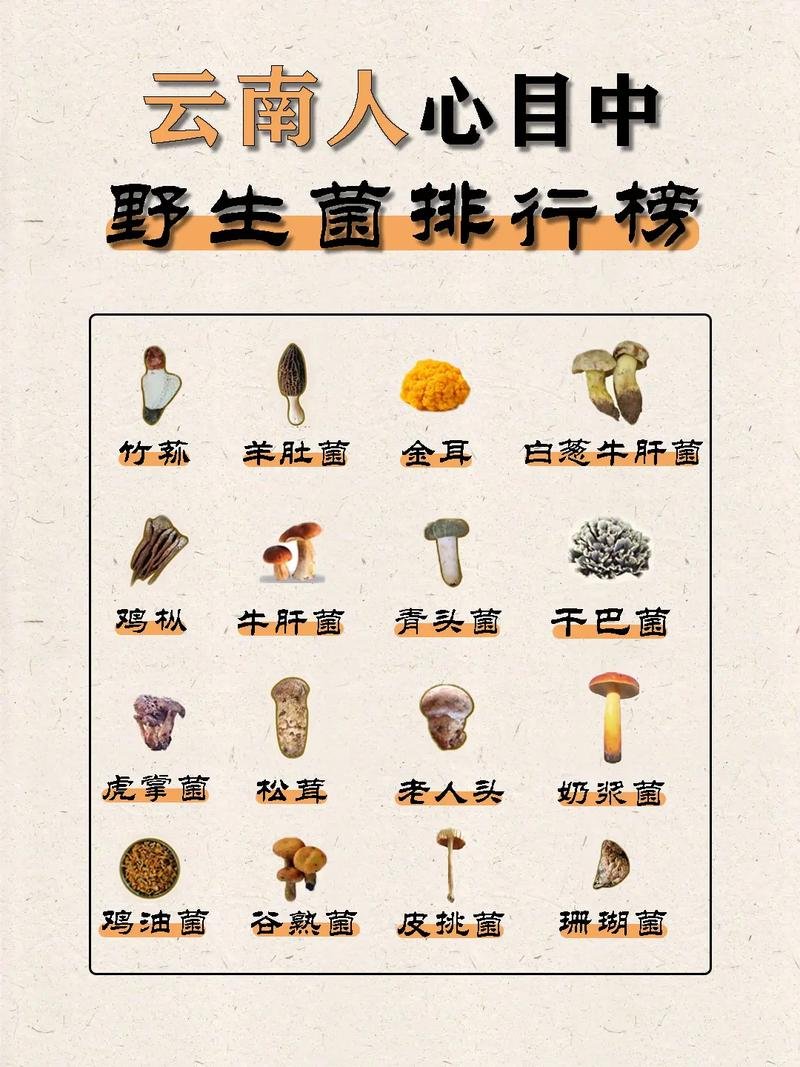 云南人心目中
野生菌排行榜
竹荪 羊肚菌 金耳 白葱牛肝菌
鸡枞 牛肝菌 青头菌 干巴菌
虎掌菌 松茸 老人头 奶浆菌
鸡油菌 谷熟菌 皮挑菌 珊瑚菌